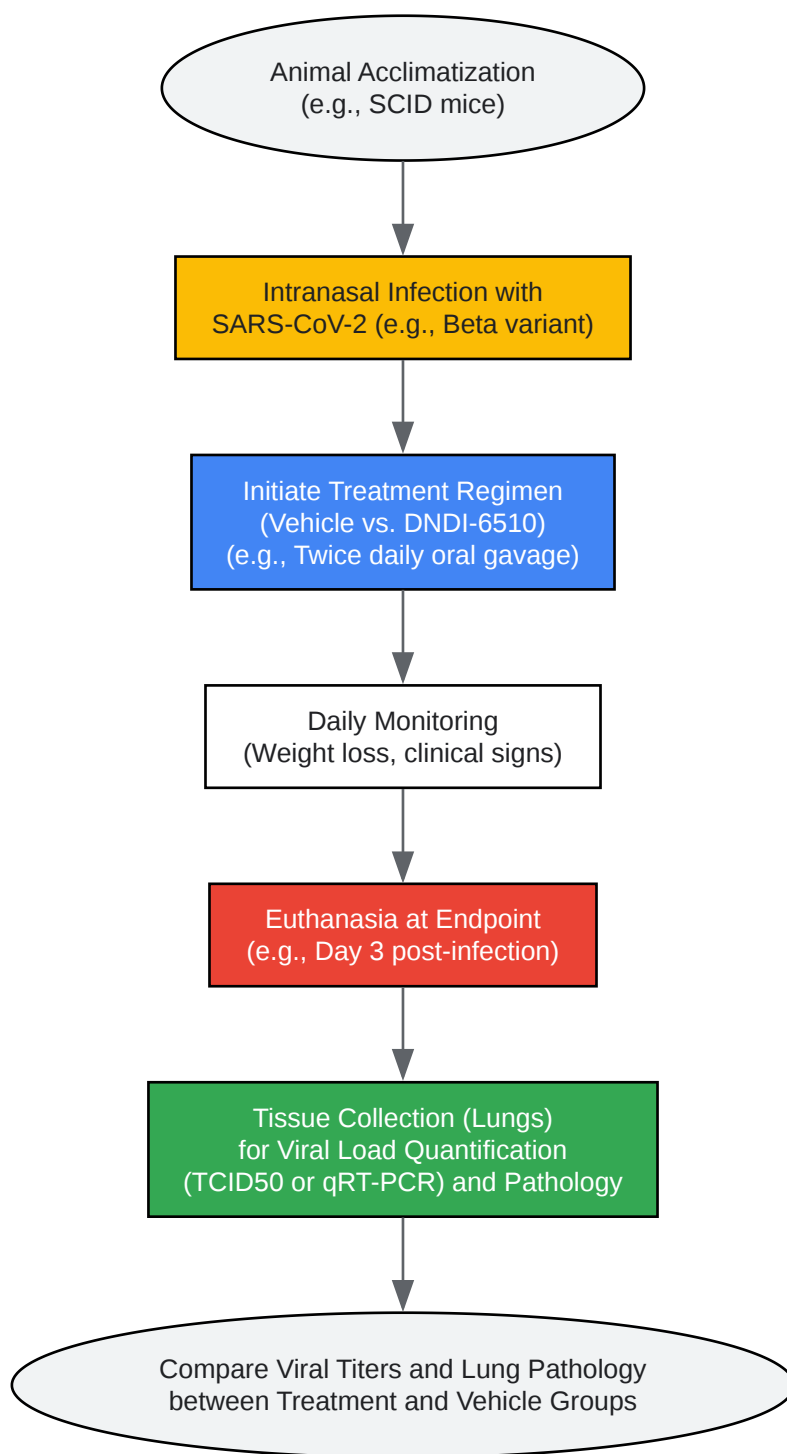 Animal Acclimatization
(e.g., SCID mice)
Intranasal Infection with
SARS-CoV-2 (e.g., Beta variant)
Initiate Treatment Regimen
(Vehicle vs. DNDI-6510)
(e.g., Twice daily oral gavage)
Daily Monitoring
(Weight loss, clinical signs)
Euthanasia at Endpoint
(e.g., Day 3 post-infection)
Tissue Collection (Lungs)
for Viral Load Quantification
(TCID50 or qRT-PCR) and Pathology
Compare Viral Titers and Lung Pathology
between Treatment and Vehicle Groups